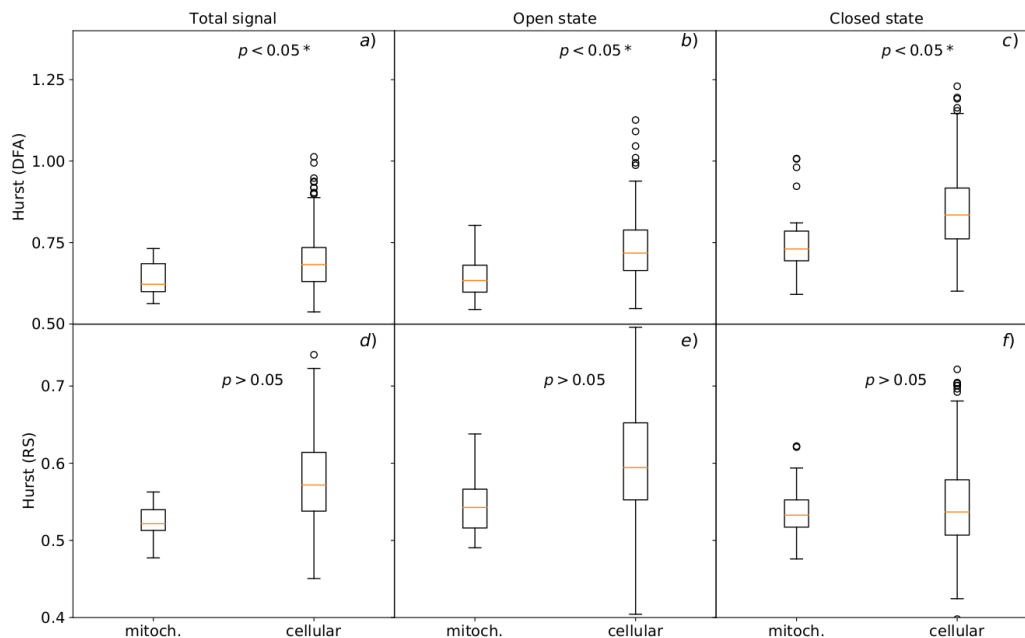 Total signal
Open state
Closed state
a)
b)
c)
p < 0.05 *
p < 0.05 *
p < 0.05 *
Hurst (DFA)
1.25
1.00
0.75
0.50
d)
e)
f)
p > 0.05
p > 0.05
p > 0.05
Hurst (RS)
0.7
0.6
0.5
0.4
mitoch.
cellular
mitoch.
cellular
mitoch.
cellular